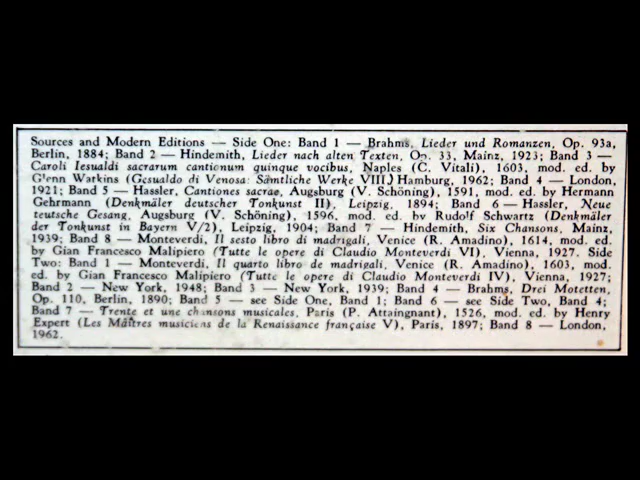 Sources and Modern Editions — Side One: Band 1 — Brahms, Lieder und Romanzen, Op. 93a,
Berlin, 1884; Band 2 — Hindemith, Lieder nach alten Texten, Op. 33, Mainz, 1923; Band 3 —
Caroli Iesualdi sacrarum cantionum quinque vocibus, Naples (C. Vitali), 1603, mod. ed. by
Glenn Watkins (Gesualdo di Venosa: Sämtliche Werke VIII) Hamburg, 1962; Band 4 — London,
1921; Band 5 — Hassler, Cantiones sacrae, Augsburg (V. Schöning), 1591, mod. ed. by Hermann
Gehrmann (Denkmäler deutscher Tonkunst II), Leipzig, 1894; Band 6 — Hassler, Neue
teutsche Gesang, Augsburg (V. Schöning), 1596, mod. ed. by Rudolf Schwartz (Denkmäler
der Tonkunst in Bayern V/2), Leipzig, 1904; Band 7 — Hindemith, Six Chansons, Mainz,
1939; Band 8 — Monteverdi, Il sesto libro di madrigali, Venice (R. Amadino), 1614, mod. ed.
by Gian Francesco Malipiero (Tutte le opere di Claudio Monteverdi VI), Vienna, 1927. Side
Two: Band 1 — Monteverdi, Il quarto libro de madrigali, Venice (R. Amadino), 1603, mod.
ed. by Gian Francesco Malipiero (Tutte le opere di Claudio Monteverdi IV), Vienna, 1927;
Band 2 — New York, 1948; Band 3 — New York, 1939; Band 4 — Brahms, Drei Motetten,
Op. 110, Berlin, 1890; Band 5 — see Side One, Band 1; Band 6 — see Side Two, Band 4;
Band 7 — Trente et une chansons musicales, Paris (P. Attaingnant), 1526, mod. ed. by Henry
Expert (Les Maîtres musiciens de la Renaissance française V), Paris, 1897; Band 8 — London,
1962.